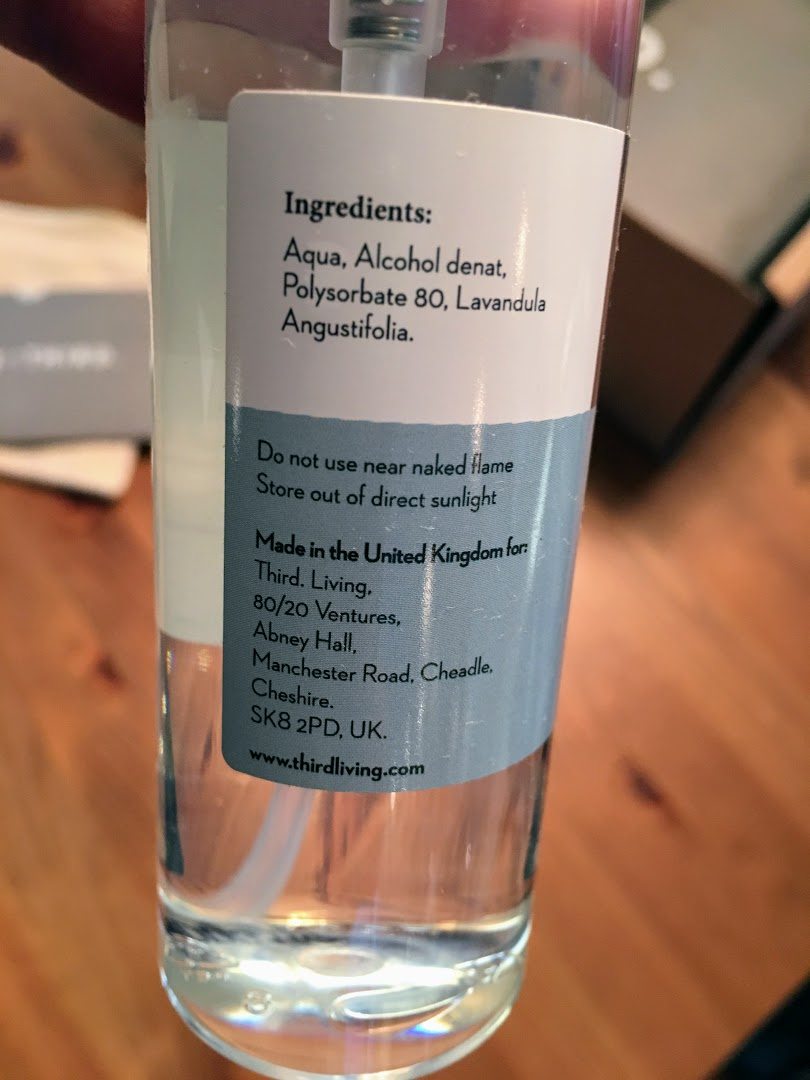 Ingredients:
Aqua, Alcohol denat,
Polysorbate 80, Lavandula
Angustifolia.
Do not use near naked flame
Store out of direct sunlight
Made in the United Kingdom for:
Third. Living,
80/20 Ventures,
Abney Hall,
Manchester Road, Cheadle,
Cheshire.
SK8 2PD, UK.
www.thirdliving.com